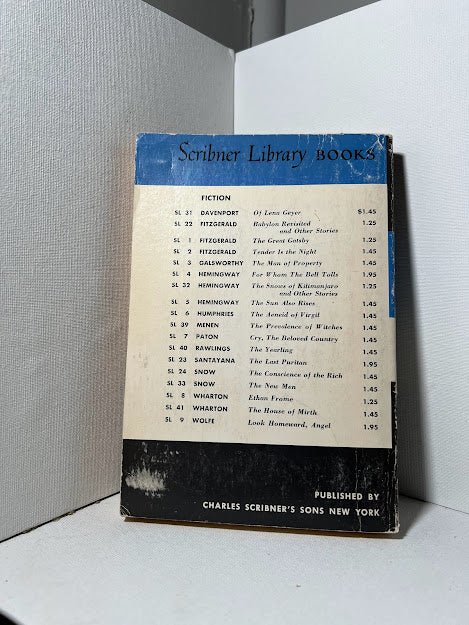 Scribner Library BOOKS
FICTION
SL 31 DAVENPORT Of Lena Geyer $1.45
SL 22 FITZGERALD Babylon Revisited
and Other Stories 1.25
SL 1 FITZGERALD The Great Gatsby 1.25
SL 2 FITZGERALD Tender Is the Night 1.45
SL 3 GALSWORTHY The Man of Property 1.45
SL 4 HEMINGWAY For Whom The Bell Tolls 1.95
SL 32 HEMINGWAY The Snows of Kilimanjaro
and Other Stories 1.25
SL 5 HEMINGWAY The Sun Also Rises 1.45
SL 6 HUMPHRIES The Aeneid of Virgil 1.45
SL 39 MENEN The Prevalence of Witches 1.45
SL 7 PATON Cry, The Beloved Country 1.45
SL 40 RAWLINGS The Yearling 1.45
SL 23 SANTAYANA The Last Puritan 1.95
SL 24 SNOW The Conscience of the Rich 1.45
SL 33 SNOW The New Men 1.45
SL 8 WHARTON Ethan Frome 1.25
SL 41 WHARTON The House of Mirth 1.45
SL 9 WOLFE Look Homeward, Angel 1.95
PUBLISHED BY
CHARLES SCRIBNER'S SONS NEW YORK